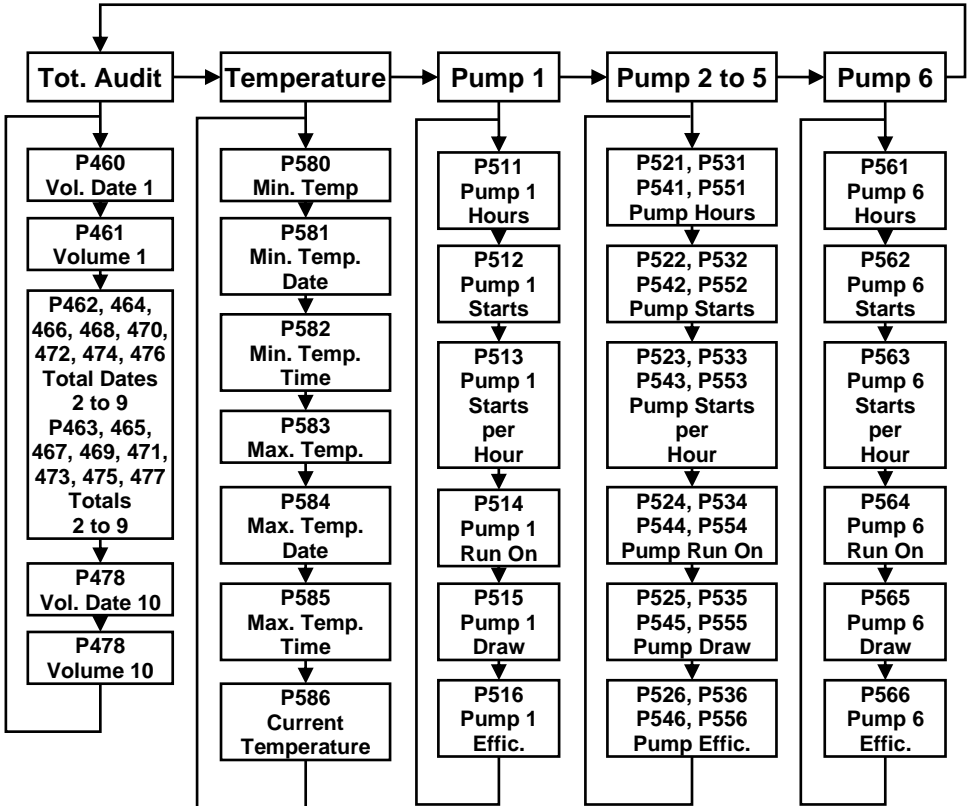 Tot. Audit
Temperature
Pump 1
Pump 2 to 5
Pump 6
P460
Vol. Date 1
P461
Volume 1
P462, 464,
466, 468, 470,
472, 474, 476
Total Dates
2 to 9
P463, 465,
467, 469, 471,
473, 475, 477
Totals
2 to 9
P478
Vol. Date 10
P478
Volume 10
P580
Min. Temp
P581
Min. Temp.
Date
P582
Min. Temp.
Time
P583
Max. Temp.
P584
Max. Temp.
Date
P585
Max. Temp.
Time
P586
Current
Temperature
P511
Pump 1
Hours
P512
Pump 1
Starts
P513
Pump 1
Starts
per
Hour
P514
Pump 1
Run On
P515
Pump 1
Draw
P516
Pump 1
Effic.
P521, P531
P541, P551
Pump Hours
P522, P532
P542, P552
Pump Starts
P523, P533
P543, P553
Pump Starts
per
Hour
P524, P534
P544, P554
Pump Run On
P525, P535
P545, P555
Pump Draw
P526, P536
P546, P556
Pump Effic.
P561
Pump 6
Hours
P562
Pump 6
Starts
P563
Pump 6
Starts
per
Hour
P564
Pump 6
Run On
P565
Pump 6
Draw
P566
Pump 6
Effic.